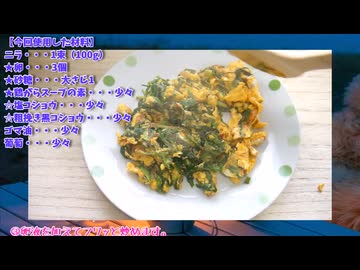 【今回使用した材料】
ニラ・・・1束（100g）
☆卵・・・3個
☆砂糖・・・大さじ1
☆鶏がらスープの素・・・少々
☆塩コショウ・・・少々
☆粗挽き黒コショウ・・・少々
ゴマ油・・・少々
葡萄・・・少々